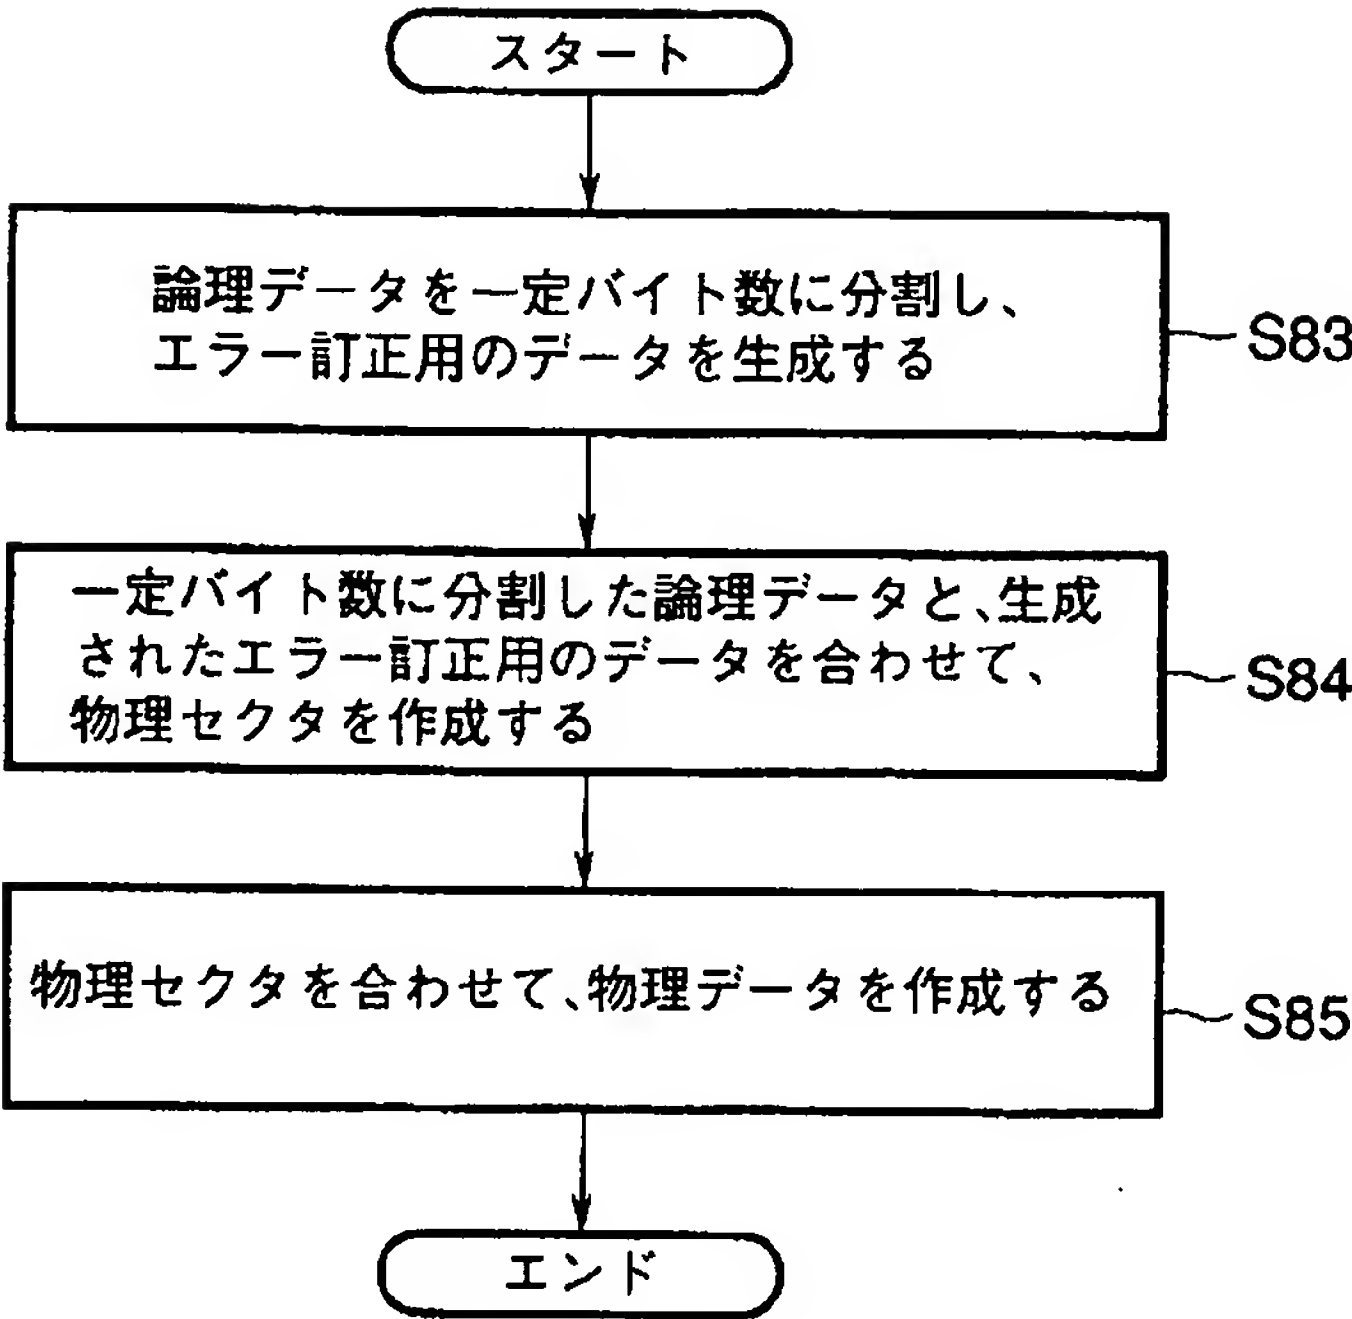 スタート
論理データを一定バイト数に分割し、
エラー訂正用のデータを生成する
S83
一定バイト数に分割した論理データと、生成
されたエラー訂正用のデータを合わせて、
物理セクタを作成する
S84
物理セクタを合わせて、物理データを作成する
S85
エンド